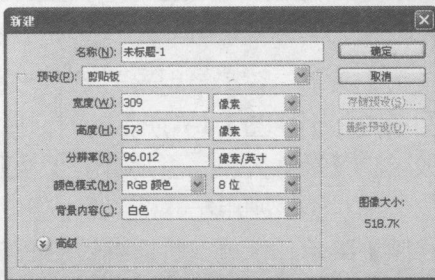 新建
名称(N): 未标题-1
确定
预设(P): 剪贴板
取消
宽度(W): 309 像素
存储预设(S)...
高度(H): 573 像素
删除预设(D)...
分辨率(R): 96.012 像素/英寸
颜色模式(M): RGB 颜色 8 位
背景内容(C): 白色
图像大小:
518.7K
高级